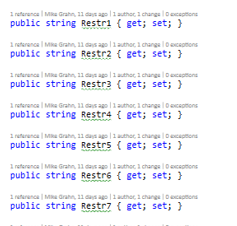 1 reference | Mike Grahn, 11 days ago | 1 author, 1 change | 0 exceptions
public string Restr1 { get; set; }
1 reference | Mike Grahn, 11 days ago | 1 author, 1 change | 0 exceptions
public string Restr2 { get; set; }
1 reference | Mike Grahn, 11 days ago | 1 author, 1 change | 0 exceptions
public string Restr3 { get; set; }
1 reference | Mike Grahn, 11 days ago | 1 author, 1 change | 0 exceptions
public string Restr4 { get; set; }
1 reference | Mike Grahn, 11 days ago | 1 author, 1 change | 0 exceptions
public string Restr5 { get; set; }
1 reference | Mike Grahn, 11 days ago | 1 author, 1 change | 0 exceptions
public string Restr6 { get; set; }
1 reference | Mike Grahn, 11 days ago | 1 author, 1 change | 0 exceptions
public string Restr7 { get; set; }